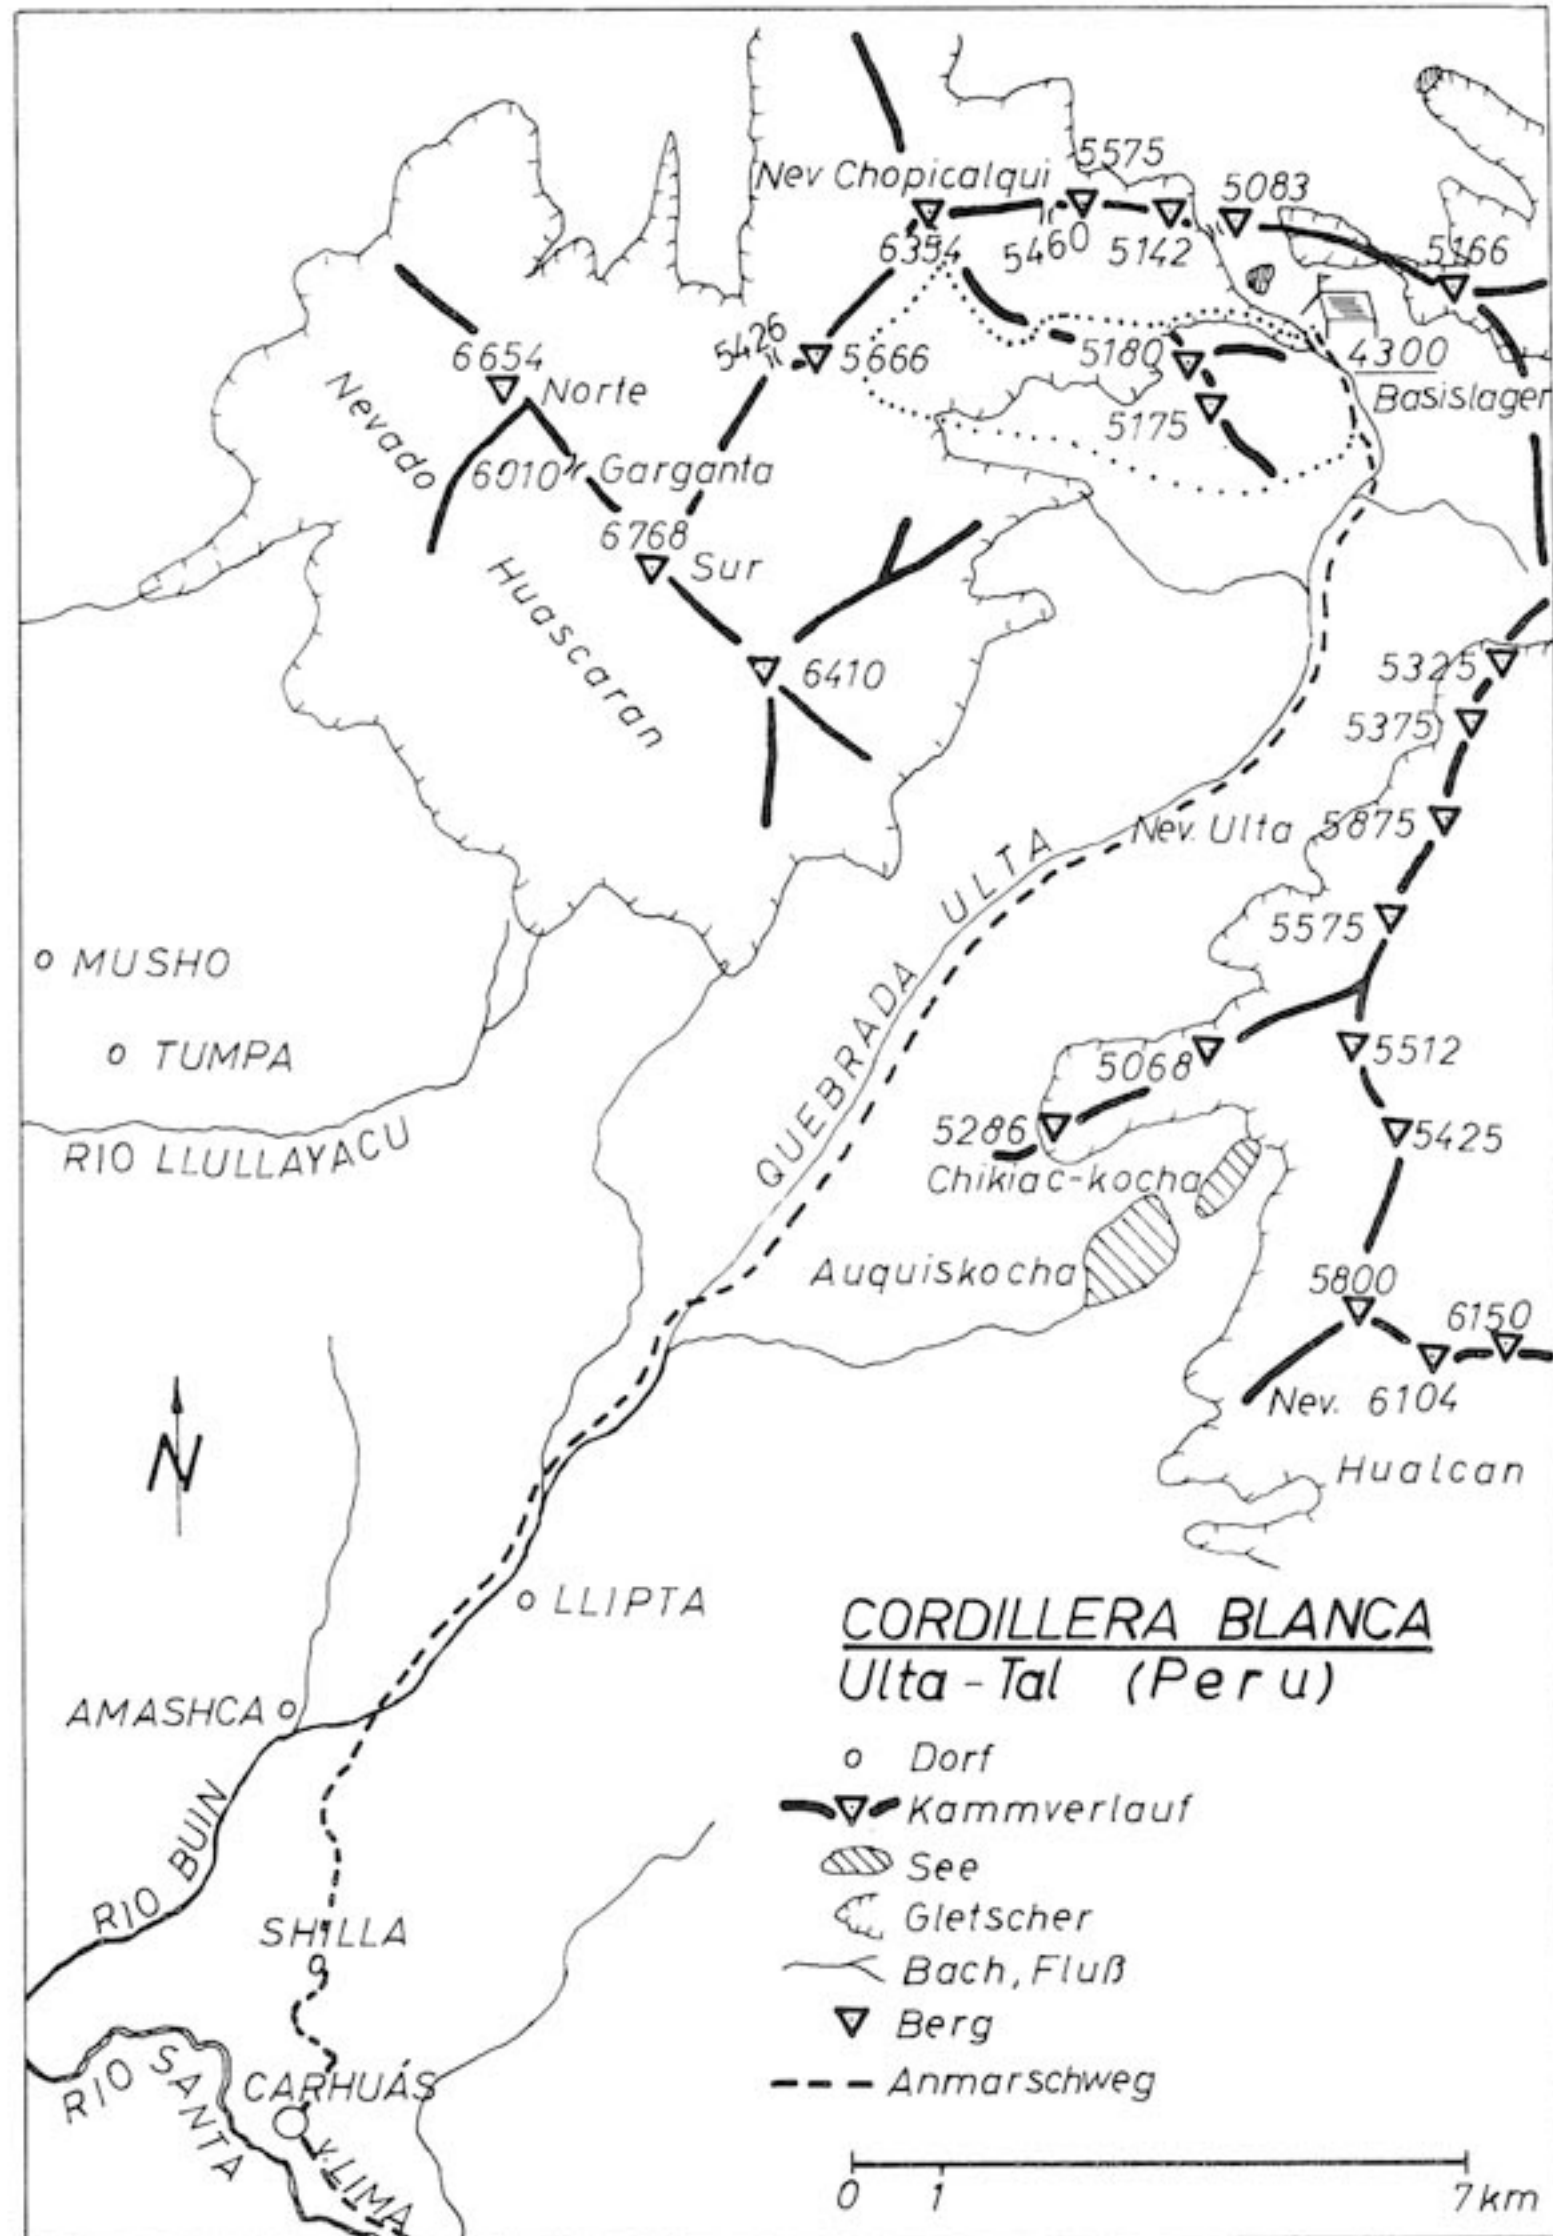 5575
Nev Chopicalqui
5083
6354
5460
5142
5166
5426
5666
5180
4300
Basislager
5175
6654
Norte
Nevado
6010
Garganta
6768
Sur
Huascaran
6410
5325
5375
Nev. Ulta 5875
5575
QUEBRADA ULTA
MUSHO
TUMPA
RIO LLULLAYACU
5068
5512
5286
5425
Chikiac-kocha
Auquiskocha
5800
6150
Nev. 6104
Hualcan
N
LLIPTA
AMASHCA
RIO BUIN
SHILLA
CARHUÁS
RIO SANTA
v. LIMA
CORDILLERA BLANCA
Ulta-Tal (Peru)
Dorf
Kammverlauf
See
Gletscher
Bach, Fluß
Berg
Anmarschweg
0 1 7 km